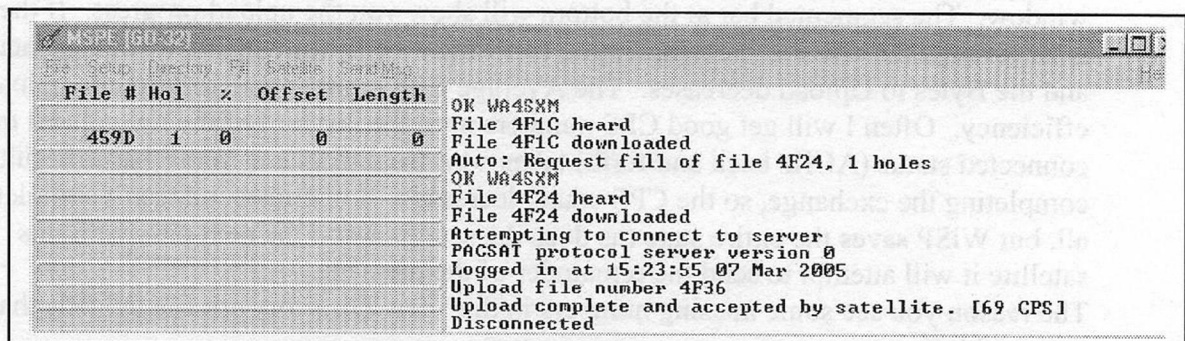 MSPE [GO-32]
File Setup Directory Fill Satellite SendMsg
File # Hol % Offset Length
459D 1 0 0 0
OK WA4SXM
File 4F1C heard
File 4F1C downloaded
Auto: Request fill of file 4F24, 1 holes
OK WA4SXM
File 4F24 heard
File 4F24 downloaded
Attempting to connect to server
PACSAT protocol server version 0
Logged in at 15:23:55 07 Mar 2005
Upload file number 4F36
Upload complete and accepted by satellite. [69 CPS]
Disconnected